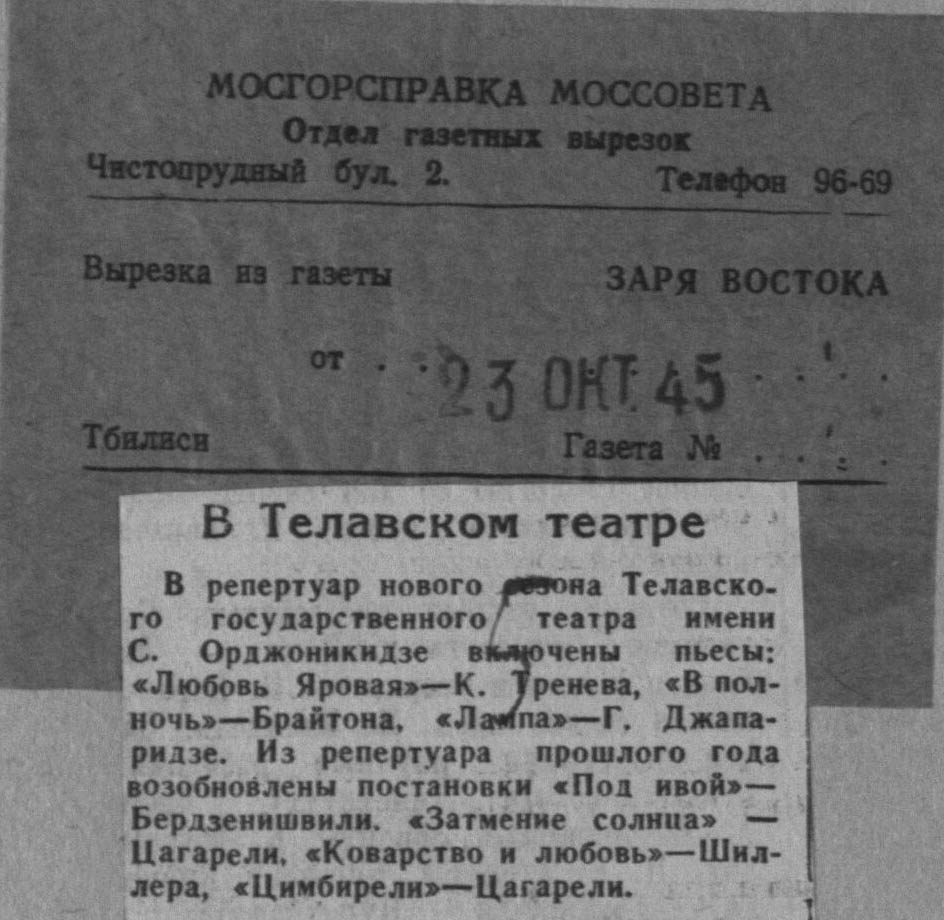 МОСГОРСПРАВКА МОССОВЕТА
Отдел газетных вырезок
Чистопрудный бул. 2. Телефон 96-69
Вырезка из газеты ЗАРЯ ВОСТОКА
от . . 23 ОКТ. 45 . . .
Тбилиси Газета № . . . .
В Телавском театре
В репертуар нового сезона Телавско-
го государственного театра имени
С. Орджоникидзе включены пьесы:
«Любовь Яровая»—К. Тренева, «В пол-
ночь»—Брайтона, «Лампа»—Г. Джапа-
ридзе. Из репертуара прошлого года
возобновлены постановки «Под ивой»—
Бердзенишвили. «Затмение солнца» —
Цагарели, «Коварство и любовь»—Шил-
лера, «Цимбирели»—Цагарели.